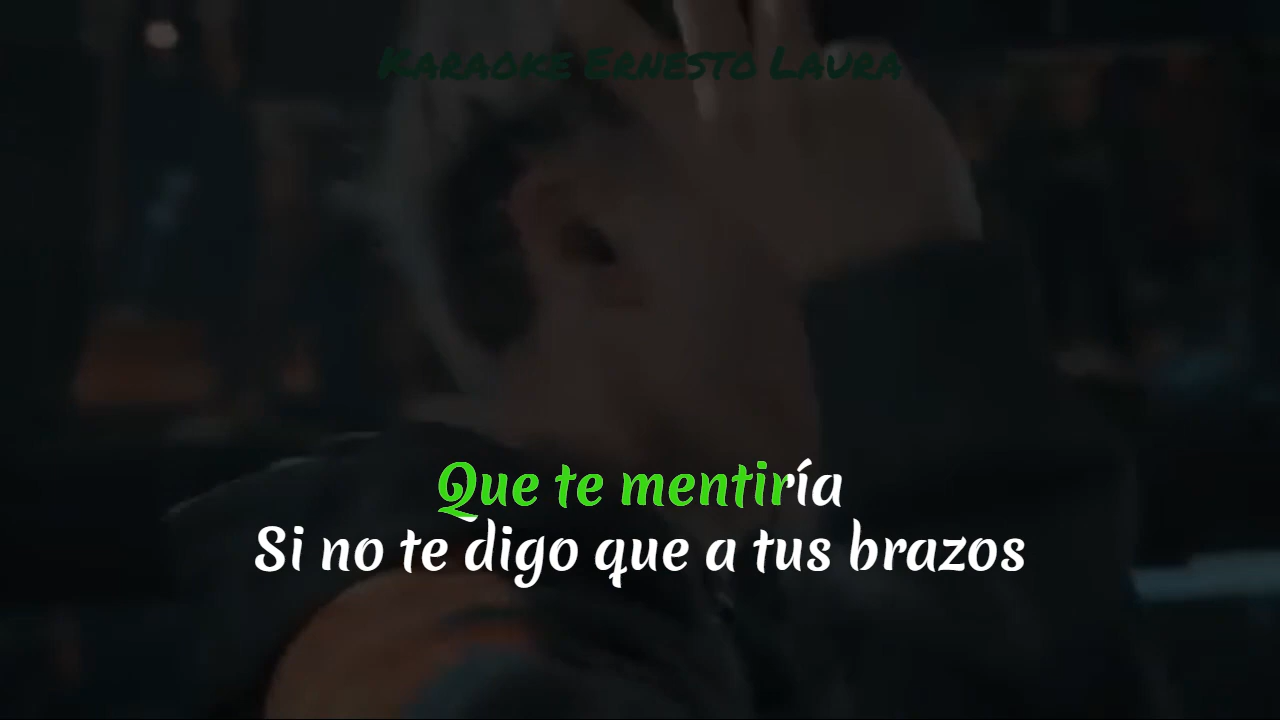 Karaoke Ernesto Laura
Que te mentiría
Si no te digo que a tus brazos